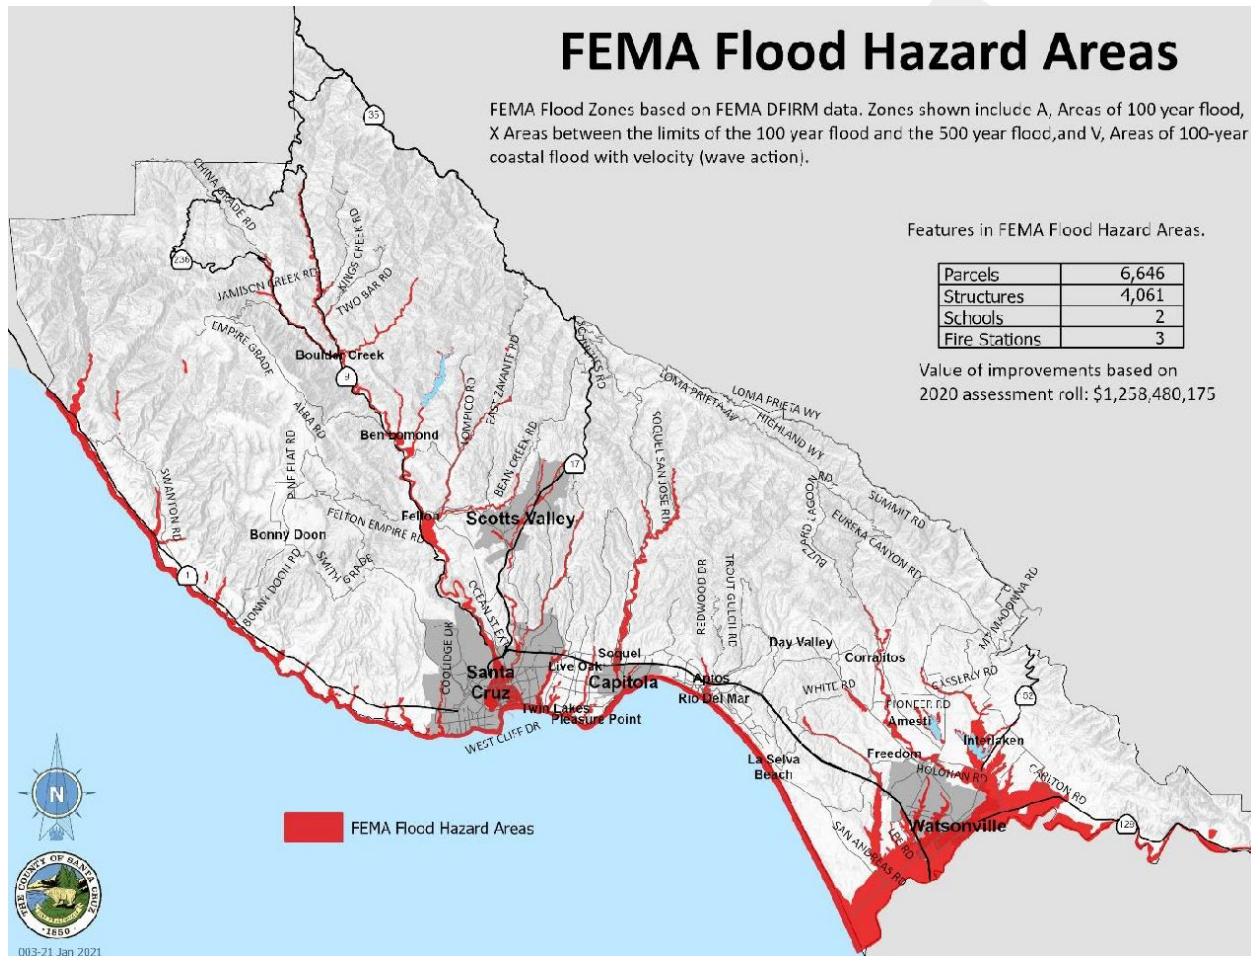 FEMA Flood Hazard Areas
FEMA Flood Zones based on FEMA DFIRM data. Zones shown include A, Areas of 100 year flood,
X Areas between the limits of the 100 year flood and the 500 year flood,and V, Areas of 100-year
coastal flood with velocity (wave action).
Features in FEMA Flood Hazard Areas.
Parcels 6,646
Structures 4,061
Schools 2
Fire Stations 3
Value of improvements based on
2020 assessment roll: $1,258,480,175
35
CHINA GRADE RD
236
JAMISON CREEK RD
KINGS CREEK RD
TWO BAR RD
EMPIRE GRADE
Boulder Creek
9
ALBA RD
Ben Lomond
LOMPICO RD
EAST ZAYANTE RD
BEAN CREEK RD
LOMA PRIETA AV
LOMA PRIETA WY
HIGHLAND WY
SOQUEL SAN JOSE RD
17
SUMMIT RD
EUREKA CANYON RD
BUZZARD LAGOON RD
MT MADONNA RD
SWANTON RD
PINE FLAT RD
Bonny Doon
FELTON EMPIRE RD
Felton
Scotts Valley
SMITH GRADE
BONNY DOON RD
1
OCEAN ST EXT
COOLIDGE DR
REDWOOD DR
TROUT GULCH RD
Day Valley
Corralitos
Soquel
Live Oak
Santa
Cruz
Capitola
Aptos
Rio Del Mar
WHITE RD
GASSERLY RD
152
PIONEER RD
Amesti
Twin Lakes
Pleasure Point
WEST CLIFF DR
Interlaken
Freedom
La Selva
Beach
HOLOHAN RD
CARLTON RD
Watsonville
129
LEE RD
SAN ANDREAS RD
N
FEMA Flood Hazard Areas
THE COUNTY OF SANTA CRUZ
1850
003-21 Jan 2021